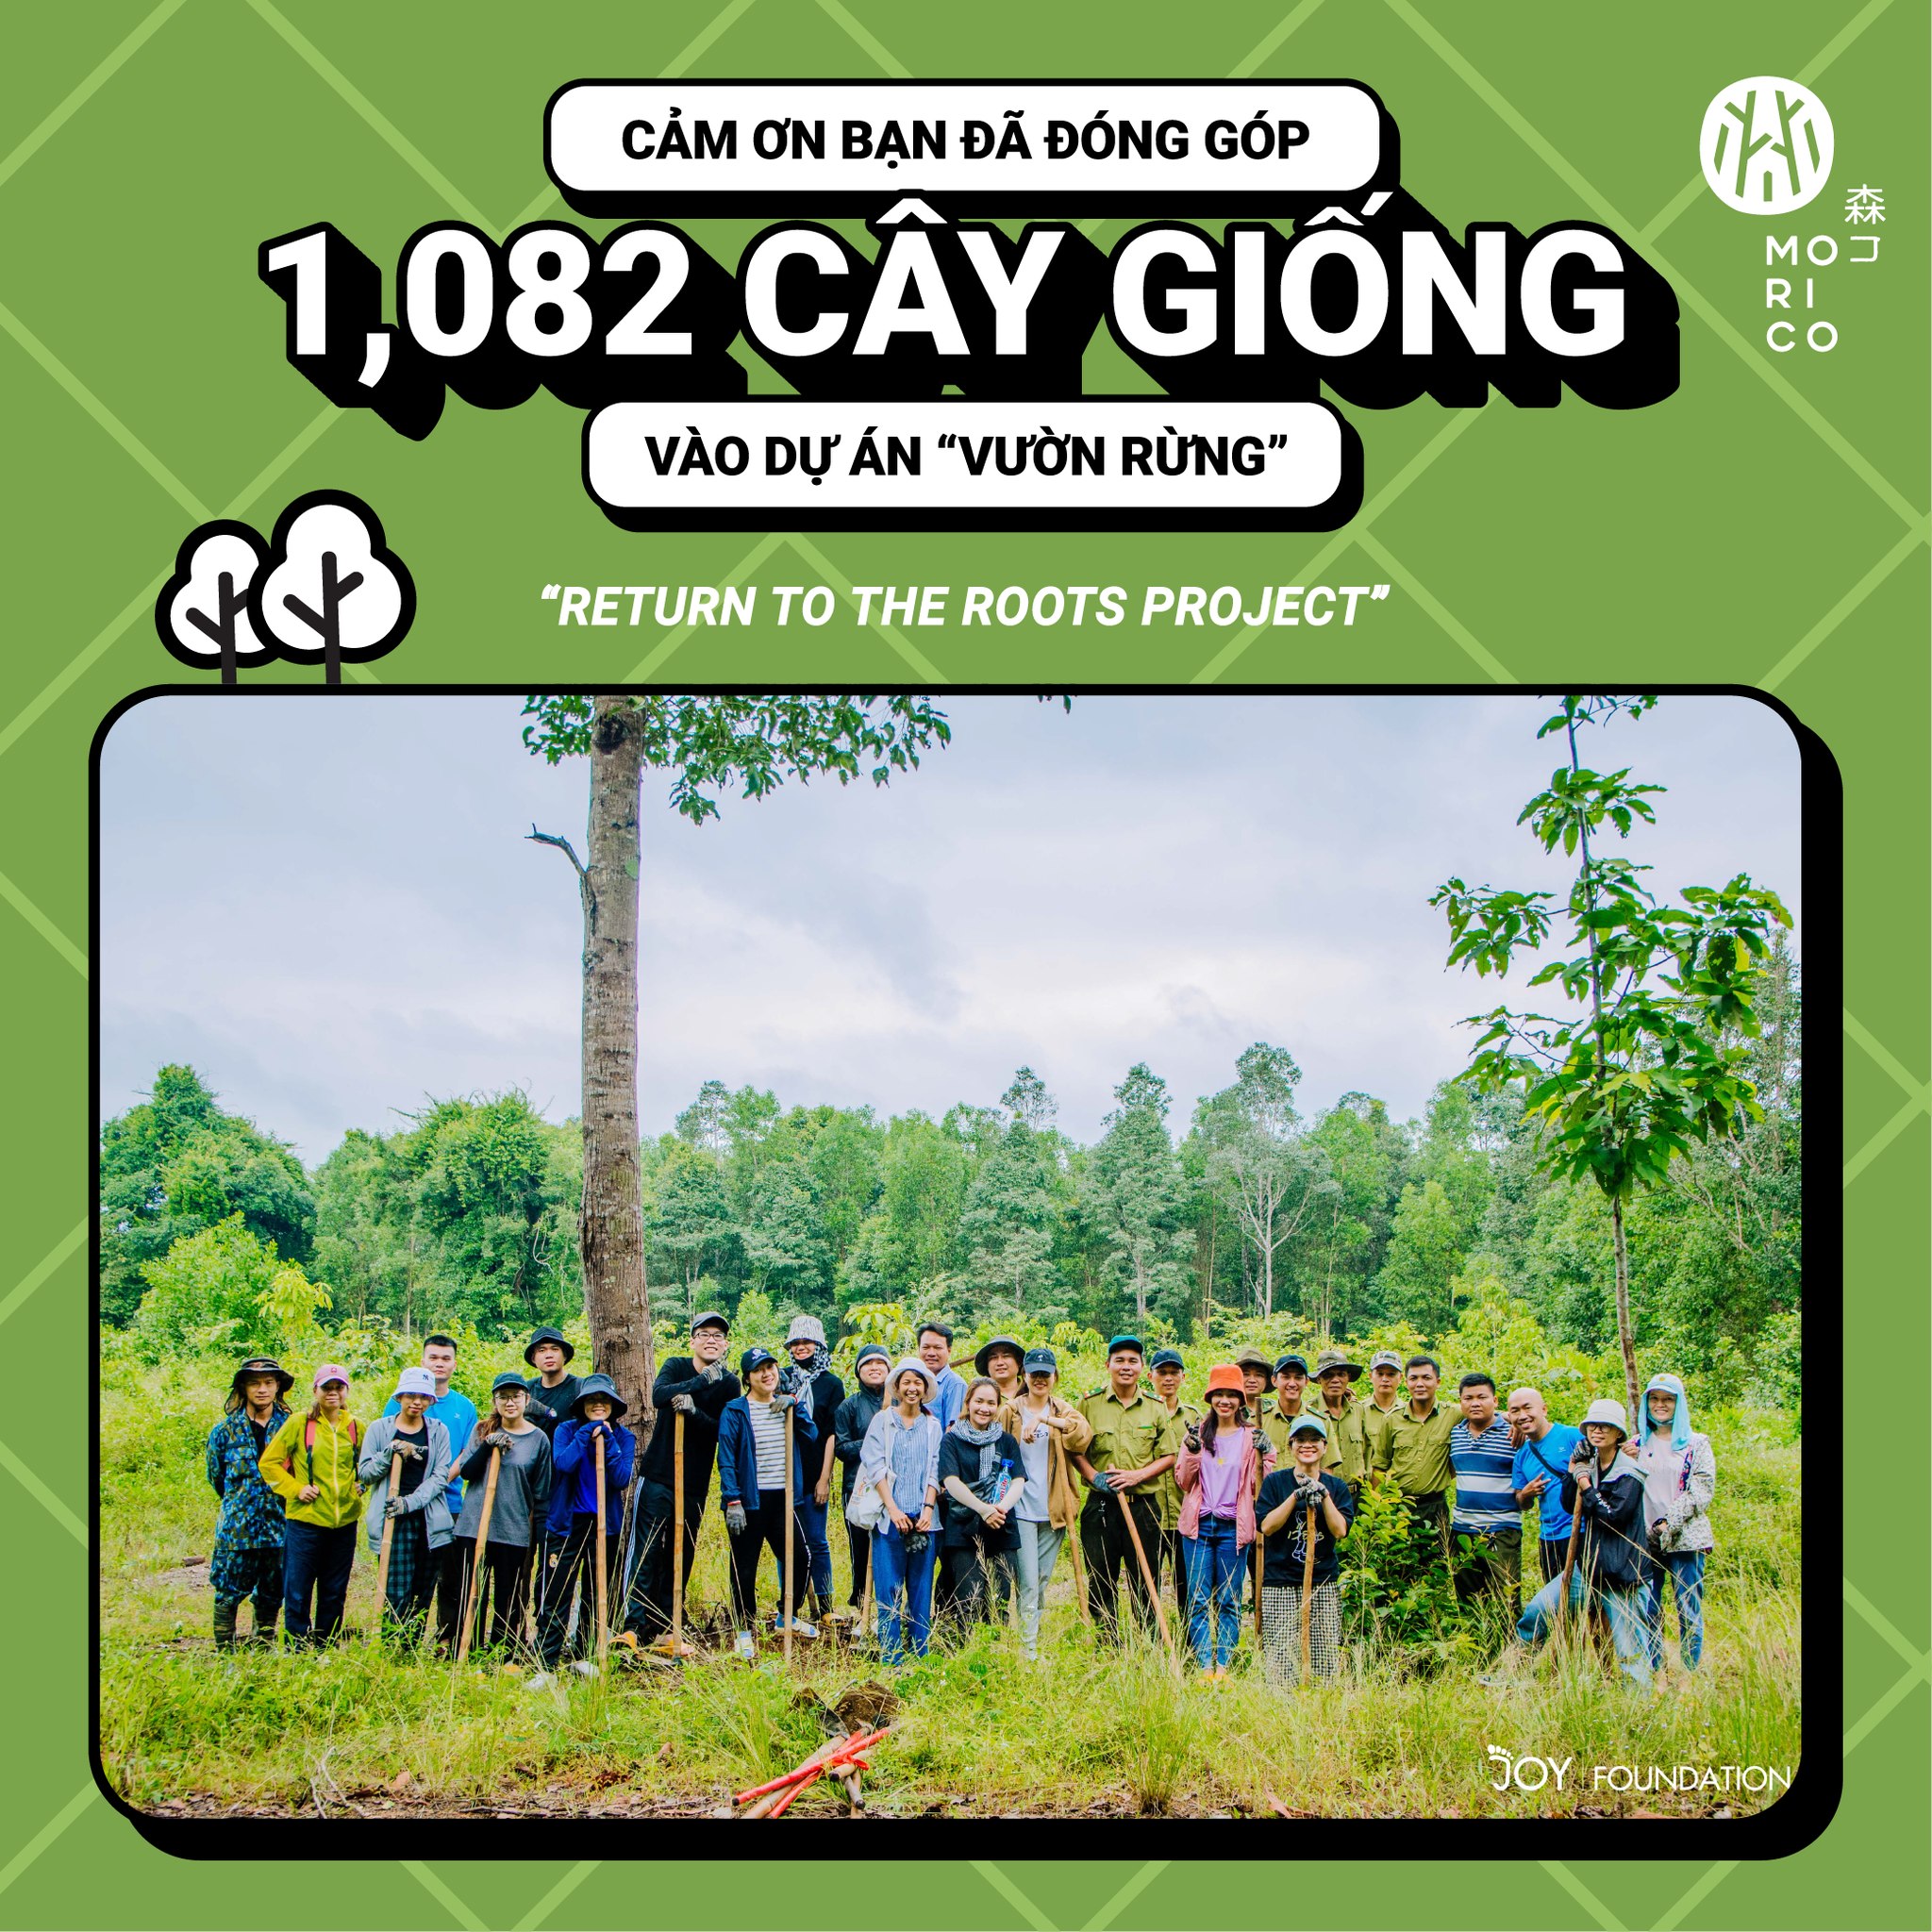 CẢM ƠN BẠN ĐÃ ĐÓNG GÓP
1,082 CÂY GIỐNG
VÀO DỰ ÁN “VƯỜN RỪNG”
“RETURN TO THE ROOTS PROJECT”
森コ
MO
RI
CO
JOY FOUNDATION